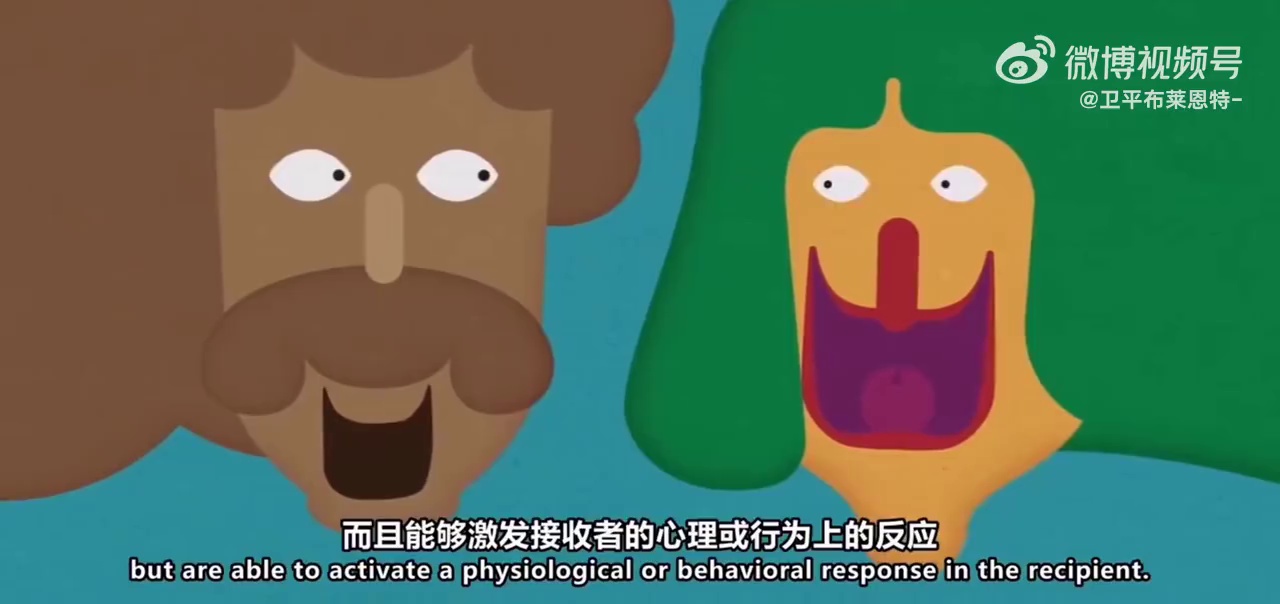 微博视频号
@卫平布莱恩特-
而且能够激发接收者的心理或行为上的反应
but are able to activate a physiological or behavioral response in the recipient.